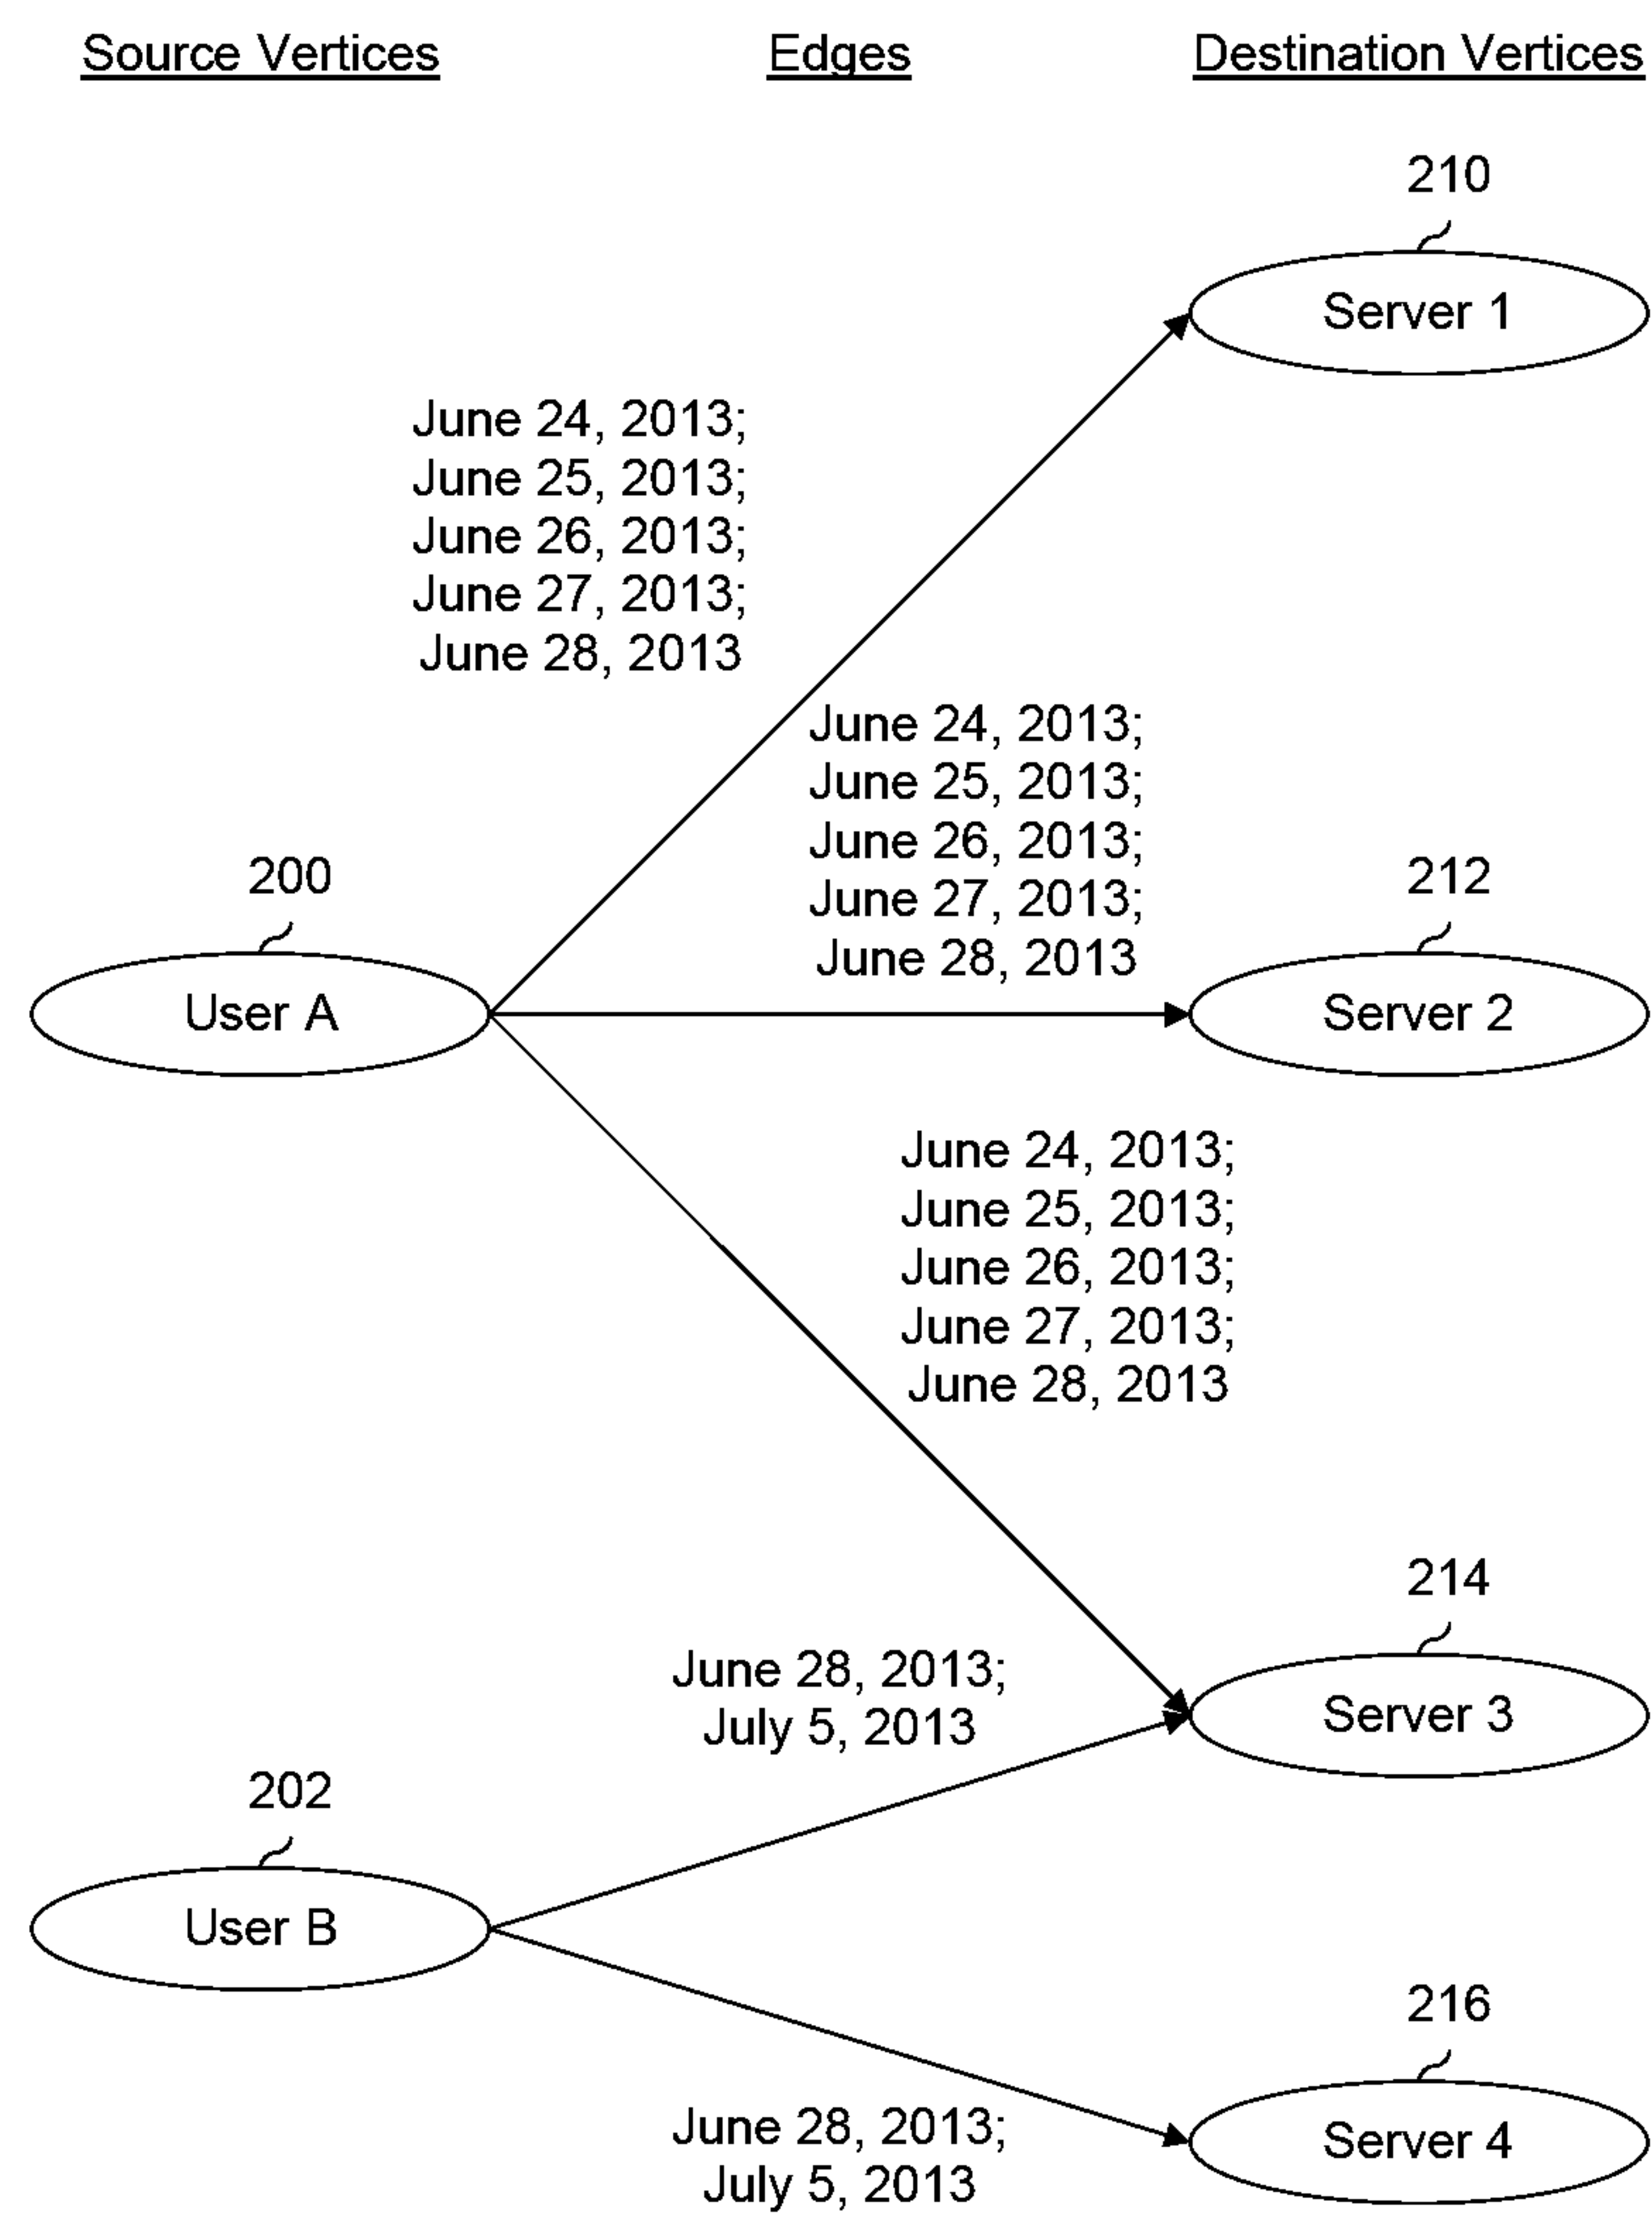 Source Vertices
Edges
Destination Vertices
210
Server 1
June 24, 2013;
June 25, 2013;
June 26, 2013;
June 27, 2013;
June 28, 2013
June 24, 2013;
June 25, 2013;
June 26, 2013;
June 27, 2013;
June 28, 2013
200
User A
212
Server 2
June 24, 2013;
June 25, 2013;
June 26, 2013;
June 27, 2013;
June 28, 2013
214
Server 3
June 28, 2013;
July 5, 2013
202
User B
216
Server 4
June 28, 2013;
July 5, 2013